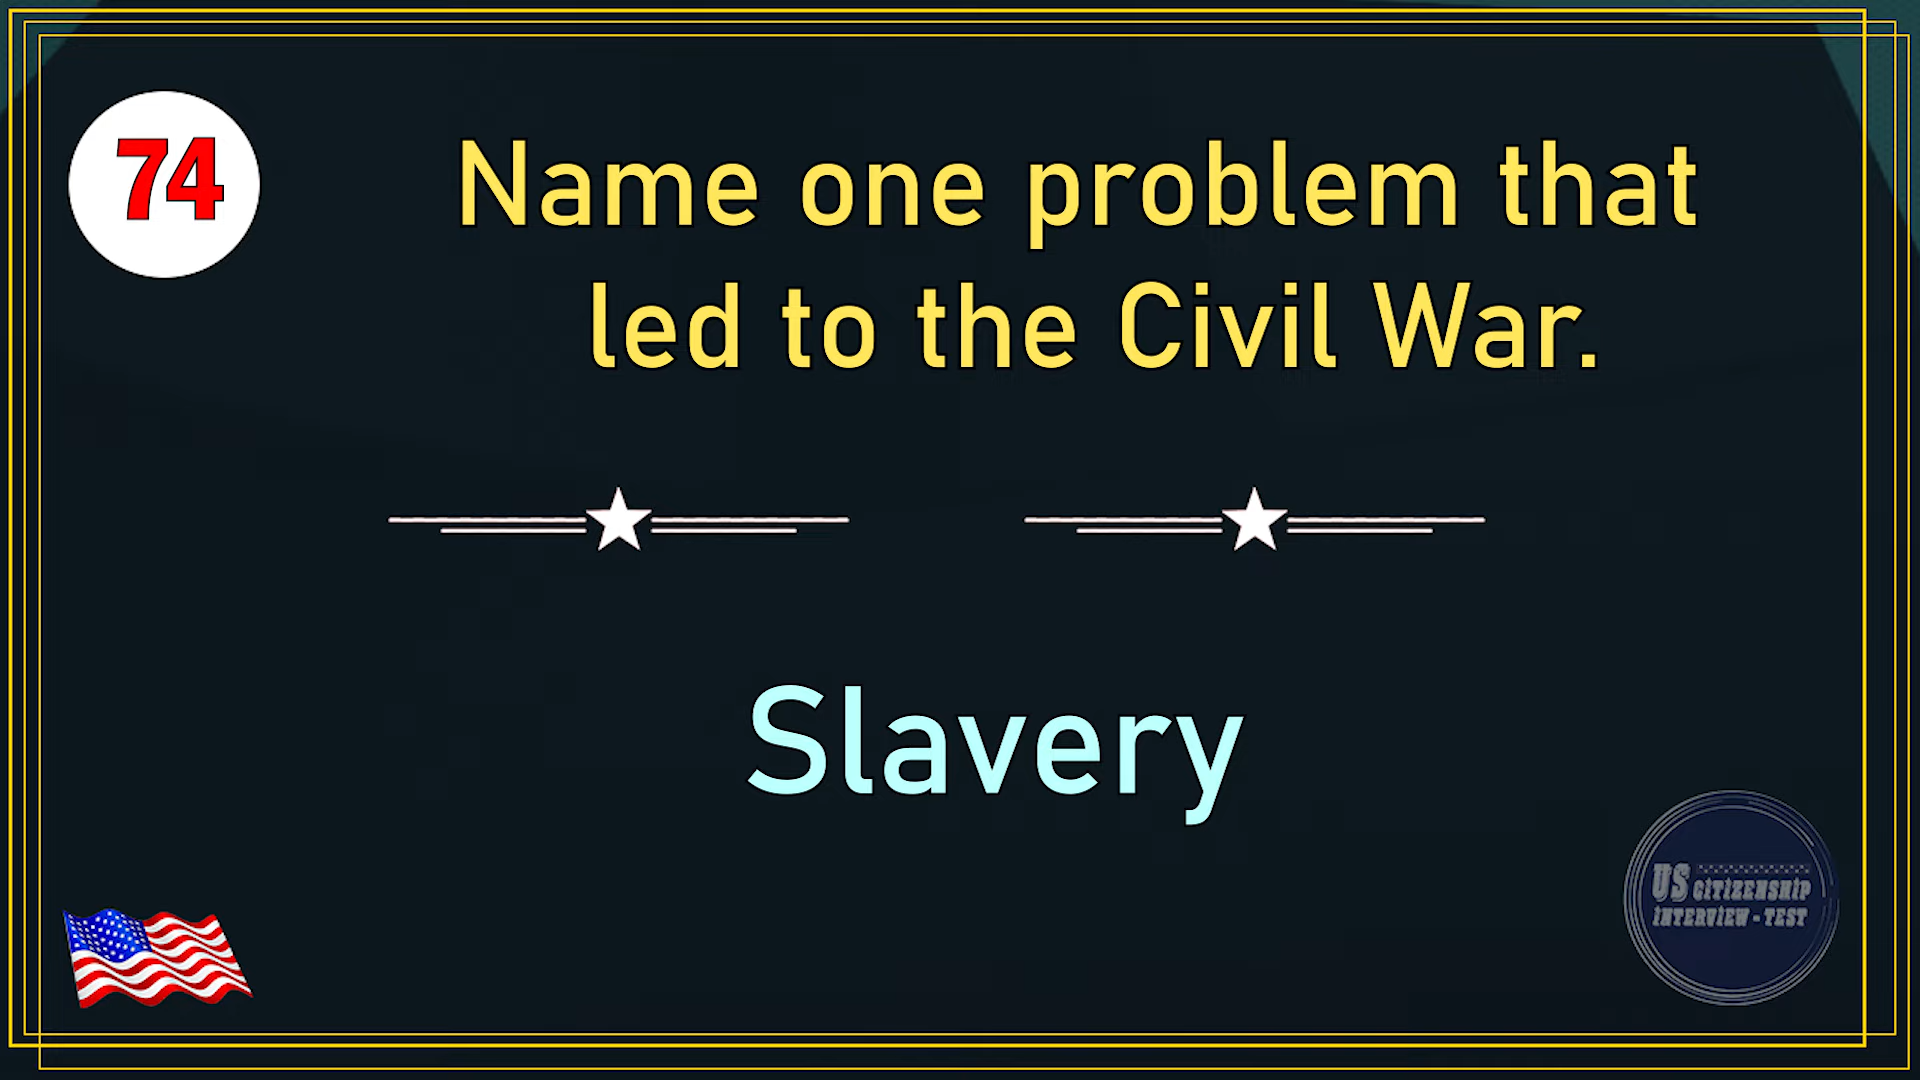 74
Name one problem that
led to the Civil War.
Slavery
US CITIZENSHIP
INTERVIEW - TEST